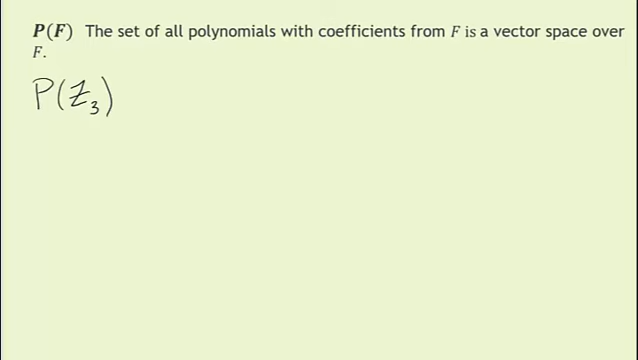 P(F) The set of all polynomials with coefficients from F is a vector space over
F.
P(Z₃)